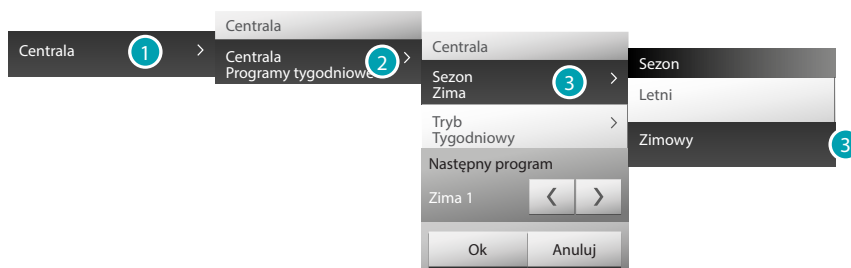 Centrala
1
Centrala
Centrala
Programy tygodniowe
2
Centrala
Sezon
Zima
3
Tryb
Tygodniowy
Następny program
Zima 1
Ok
Anuluj
Sezon
Letni
Zimowy
3